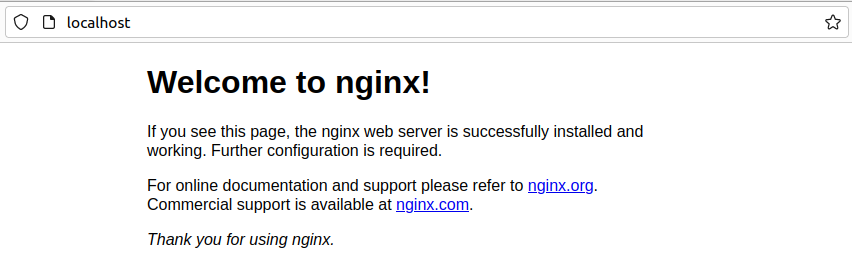 localhost
Welcome to nginx!
If you see this page, the nginx web server is successfully installed and
working. Further configuration is required.
For online documentation and support please refer to nginx.org.
Commercial support is available at nginx.com.
Thank you for using nginx.